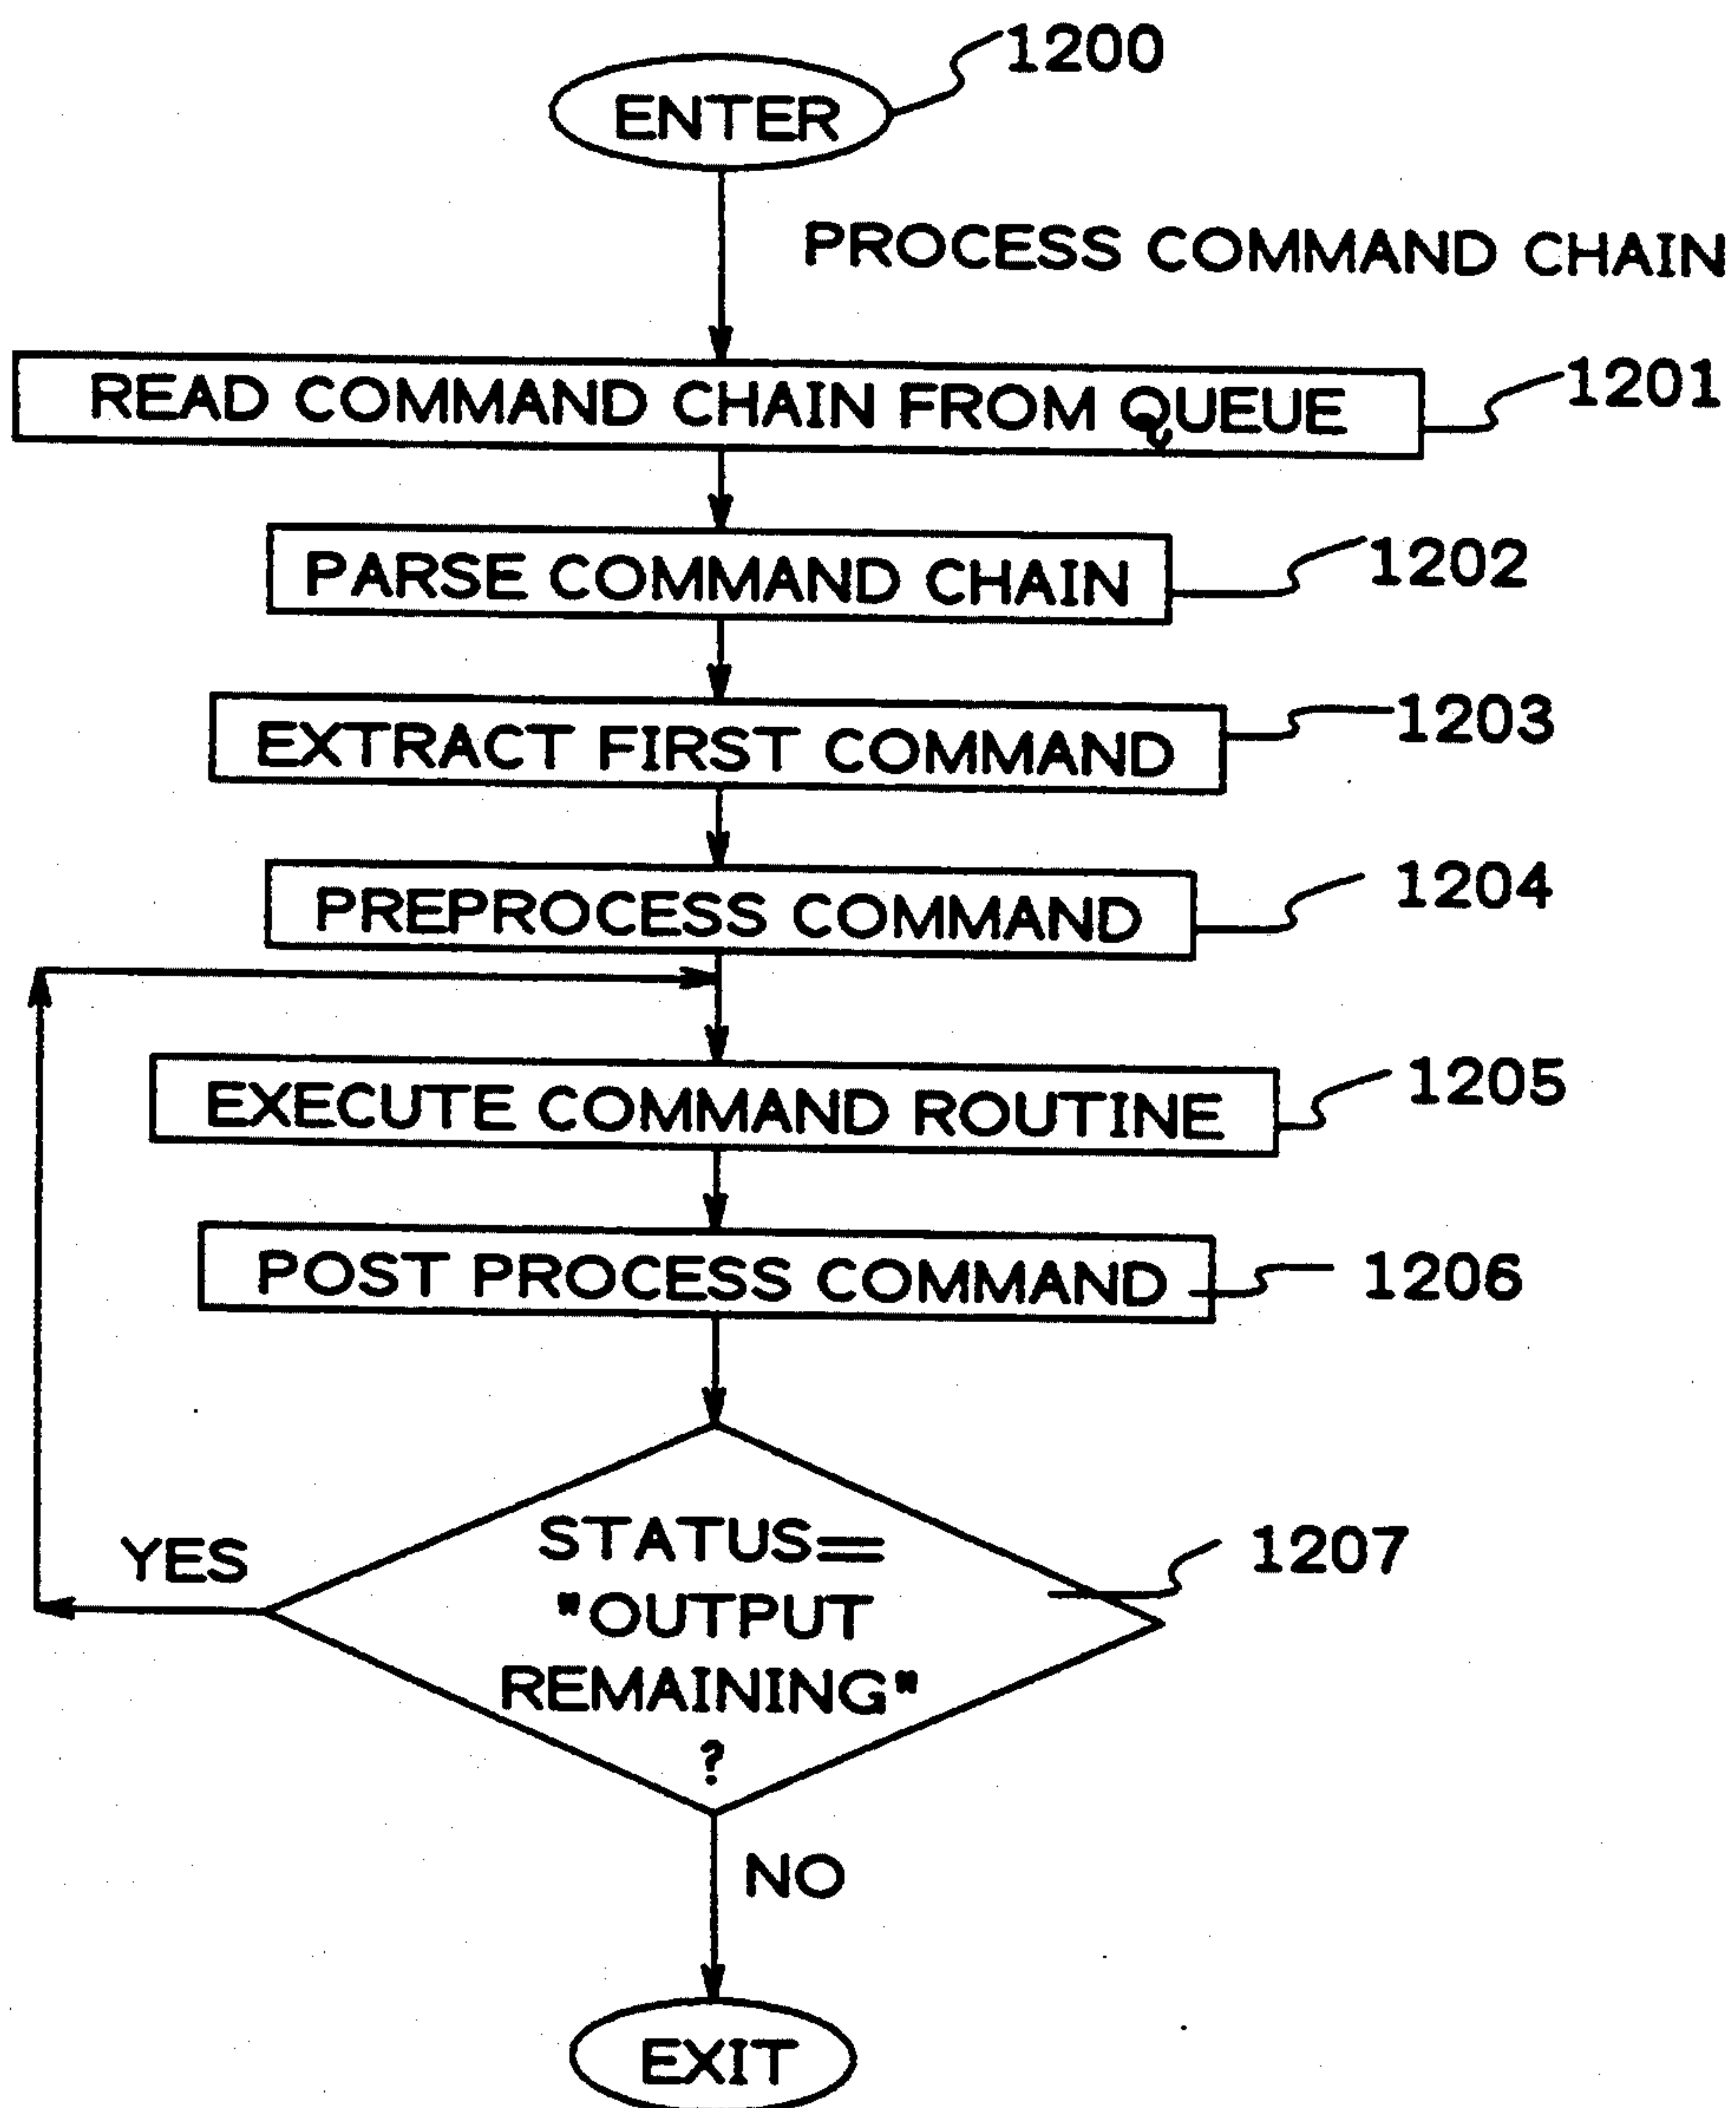 1200
ENTER
PROCESS COMMAND CHAIN
READ COMMAND CHAIN FROM QUEUE
1201
PARSE COMMAND CHAIN
1202
EXTRACT FIRST COMMAND
1203
PREPROCESS COMMAND
1204
EXECUTE COMMAND ROUTINE
1205
POST PROCESS COMMAND
1206
YES
STATUS=
"OUTPUT
REMAINING"
?
1207
NO
EXIT